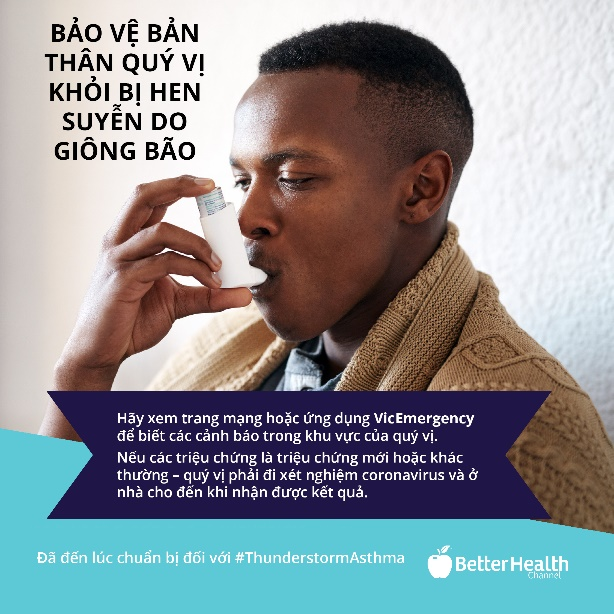 BẢO VỆ BẢN
THÂN QUÝ VỊ
KHỎI BỊ HEN
SUYỄN DO
GIÔNG BÃO
Hãy xem trang mạng hoặc ứng dụng VicEmergency
để biết các cảnh báo trong khu vực của quý vị.
Nếu các triệu chứng là triệu chứng mới hoặc khác
thường – quý vị phải đi xét nghiệm coronavirus và ở
nhà cho đến khi nhận được kết quả.
Đã đến lúc chuẩn bị đối với #ThunderstormAsthma
BetterHealth
Channel